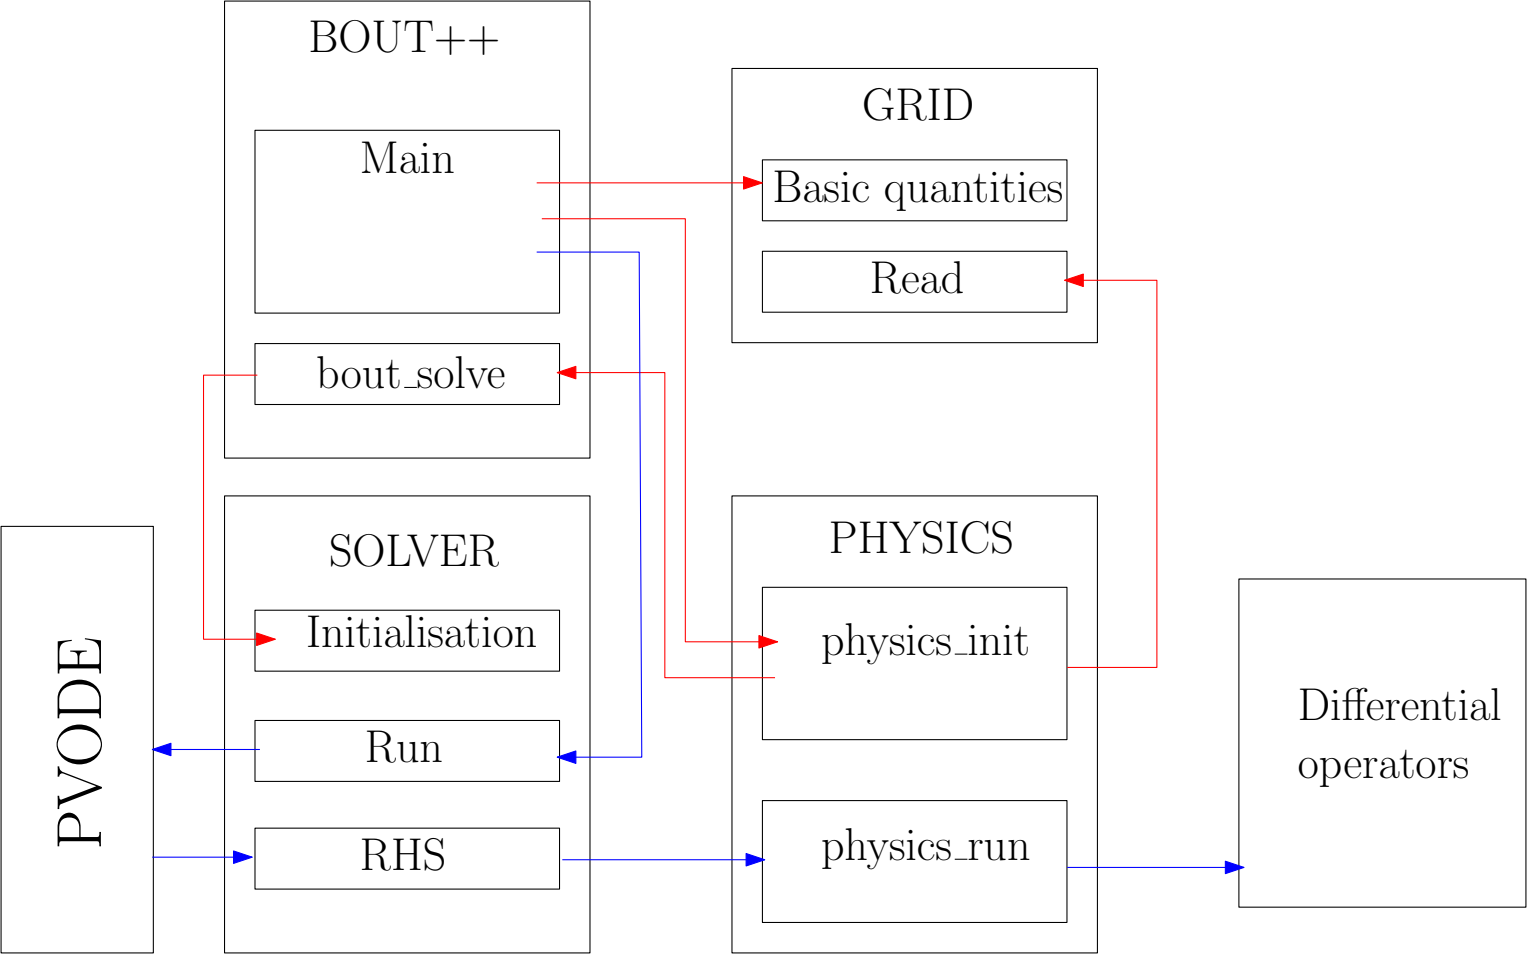 BOUT++
Main
bout_solve
GRID
Basic quantities
Read
PVODE
SOLVER
Initialisation
Run
RHS
PHYSICS
physics_init
physics_run
Differential
operators